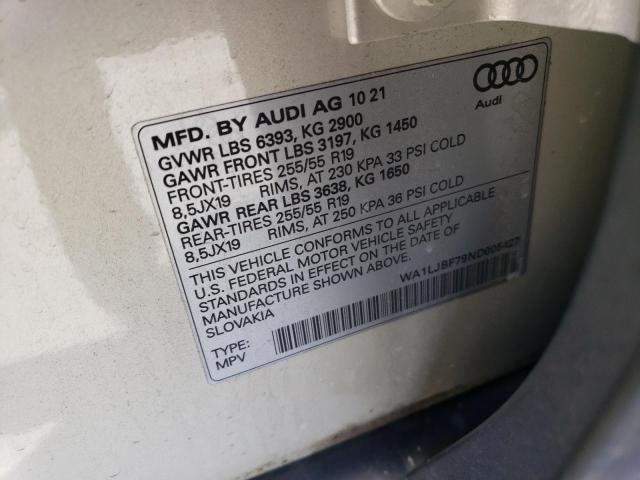 Audi
MFD. BY AUDI AG 10 21
GVWR LBS 6393, KG 2900
GAWR FRONT LBS 3197, KG 1450
FRONT-TIRES 255/55 R19
8,5JX19 RIMS, AT 230 KPA 33 PSI COLD
GAWR REAR LBS 3638, KG 1650
REAR-TIRES 255/55 R19
8,5JX19 RIMS, AT 250 KPA 36 PSI COLD
THIS VEHICLE CONFORMS TO ALL APPLICABLE
U.S. FEDERAL MOTOR VEHICLE SAFETY
STANDARDS IN EFFECT ON THE DATE OF
MANUFACTURE SHOWN ABOVE.
SLOVAKIA
WA1LJBF79ND005427
TYPE:
MPV